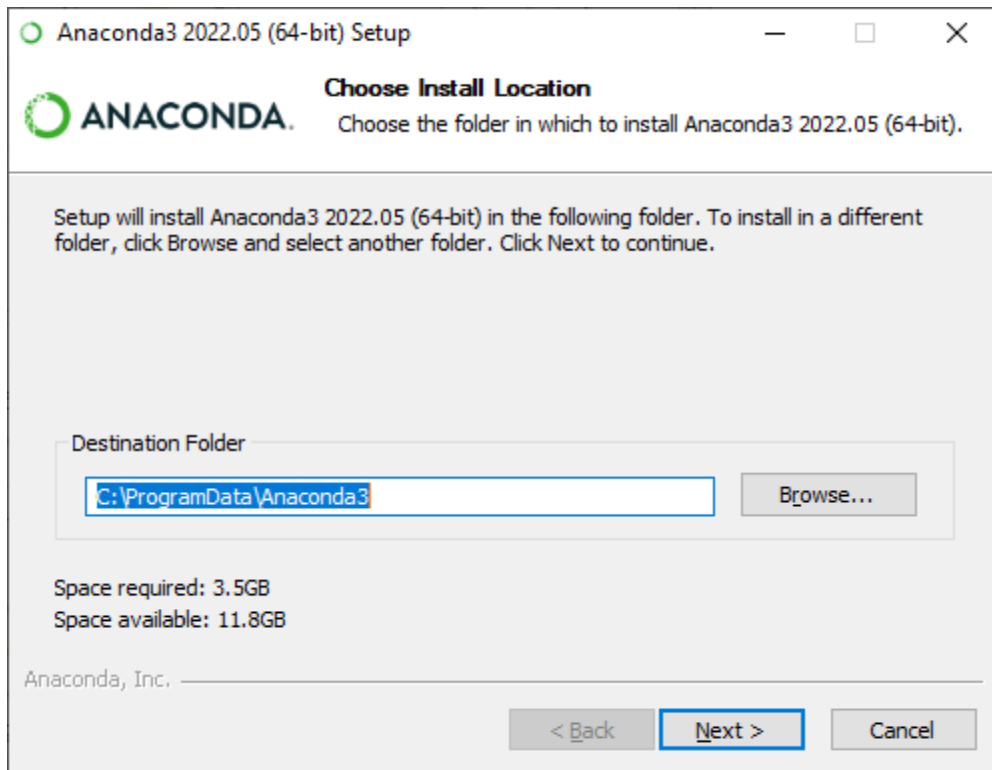 Anaconda3 2022.05 (64-bit) Setup
ANACONDA.
Choose Install Location
Choose the folder in which to install Anaconda3 2022.05 (64-bit).
Setup will install Anaconda3 2022.05 (64-bit) in the following folder. To install in a different
folder, click Browse and select another folder. Click Next to continue.
Destination Folder
C:\ProgramData\Anaconda3
Browse...
Space required: 3.5GB
Space available: 11.8GB
Anaconda, Inc.
< Back
Next >
Cancel